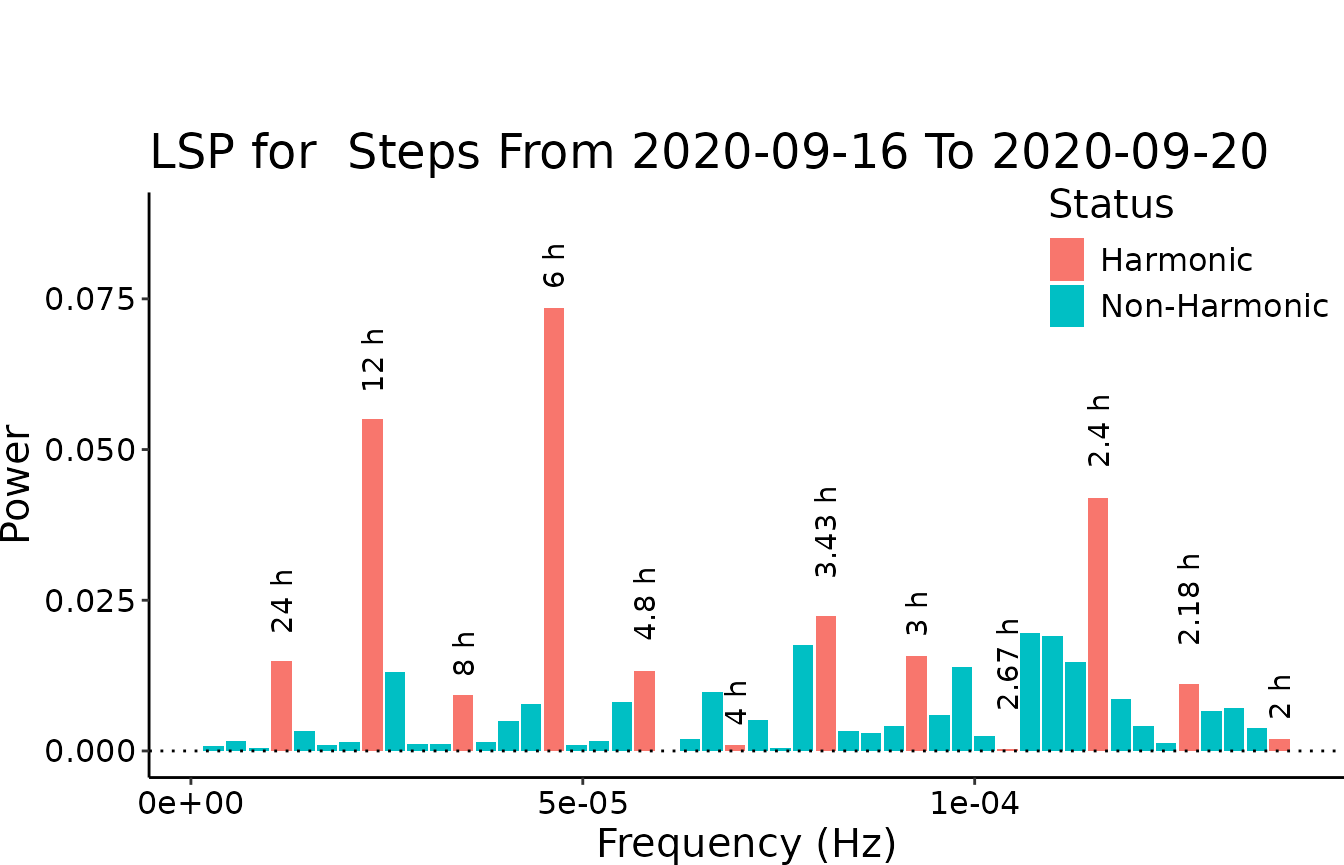 LSP for  Steps From 2020-09-16 To 2020-09-20
Status
Harmonic
Non-Harmonic
Power
0.075
0.050
0.025
0.000
24 h
12 h
8 h
6 h
4.8 h
4 h
3.43 h
3 h
2.67 h
2.4 h
2.18 h
2 h
0e+00
5e-05
1e-04
Frequency (Hz)